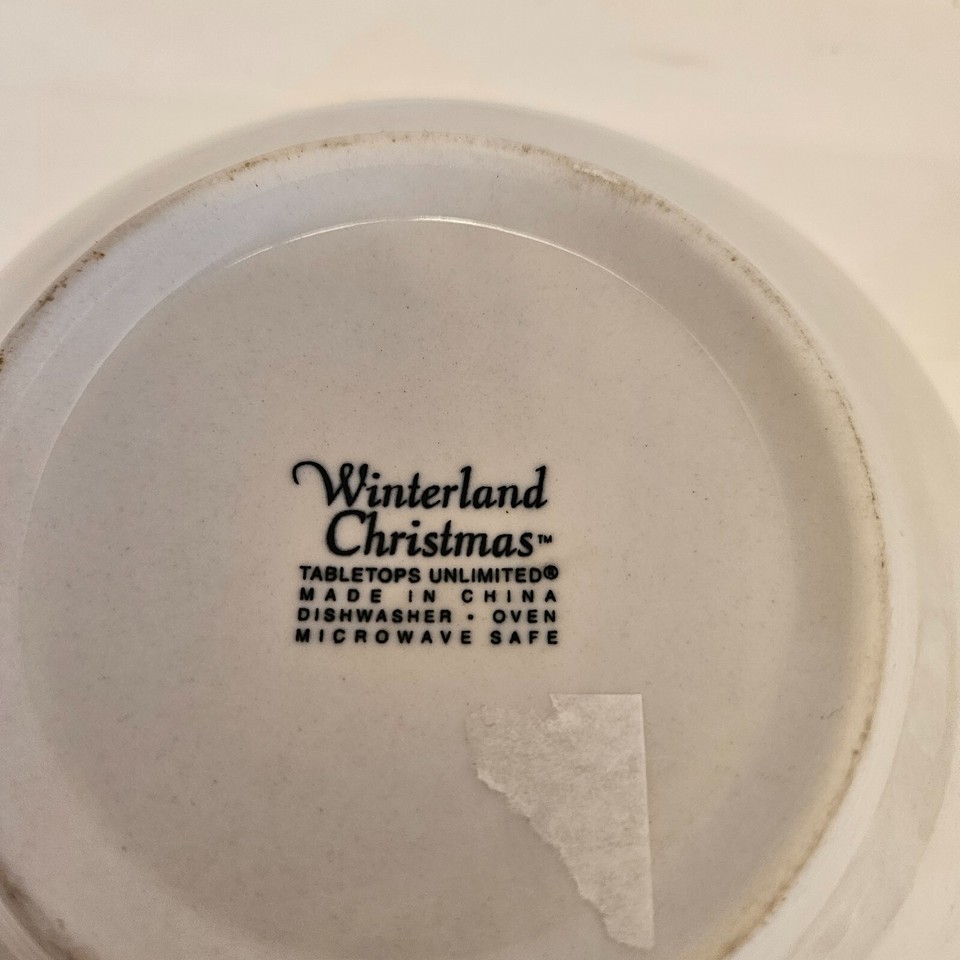 Winterland
Christmas™
TABLETOPS UNLIMITED®
MADE IN CHINA
DISHWASHER • OVEN
MICROWAVE SAFE